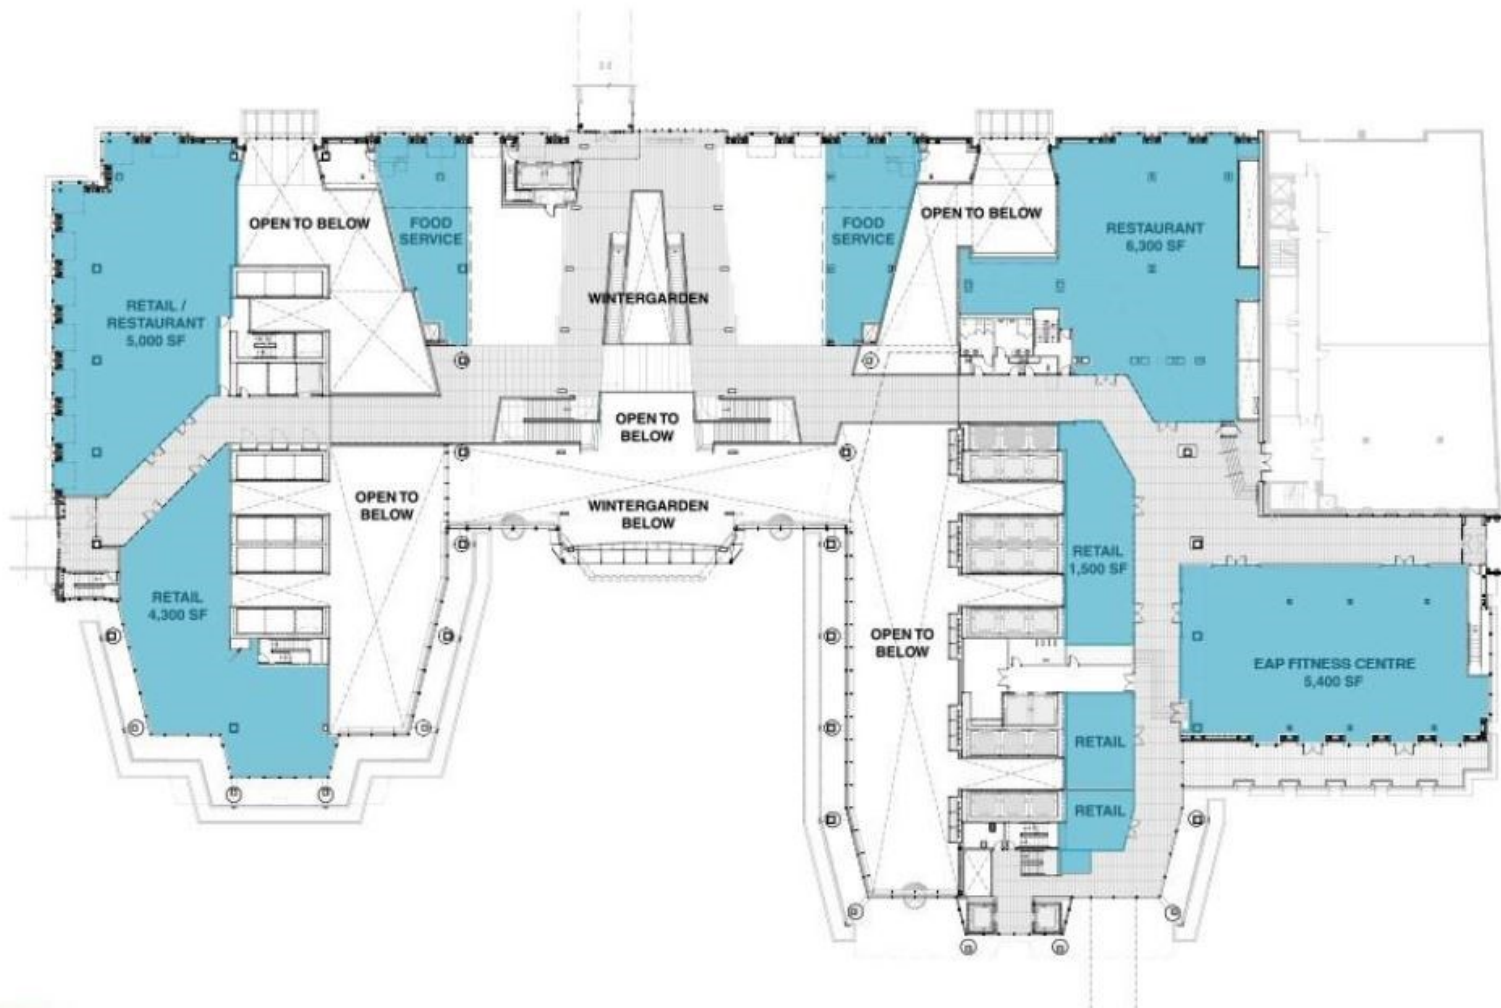 OPEN TO BELOW
FOOD
SERVICE
FOOD
SERVICE
OPEN TO BELOW
RESTAURANT
6,300 SF
RETAIL /
RESTAURANT
5,000 SF
WINTERGARDEN
OPEN TO
BELOW
OPEN TO
BELOW
WINTERGARDEN
BELOW
RETAIL
4,300 SF
RETAIL
1,500 SF
OPEN TO
BELOW
EAP FITNESS CENTRE
5,400 SF
RETAIL
RETAIL